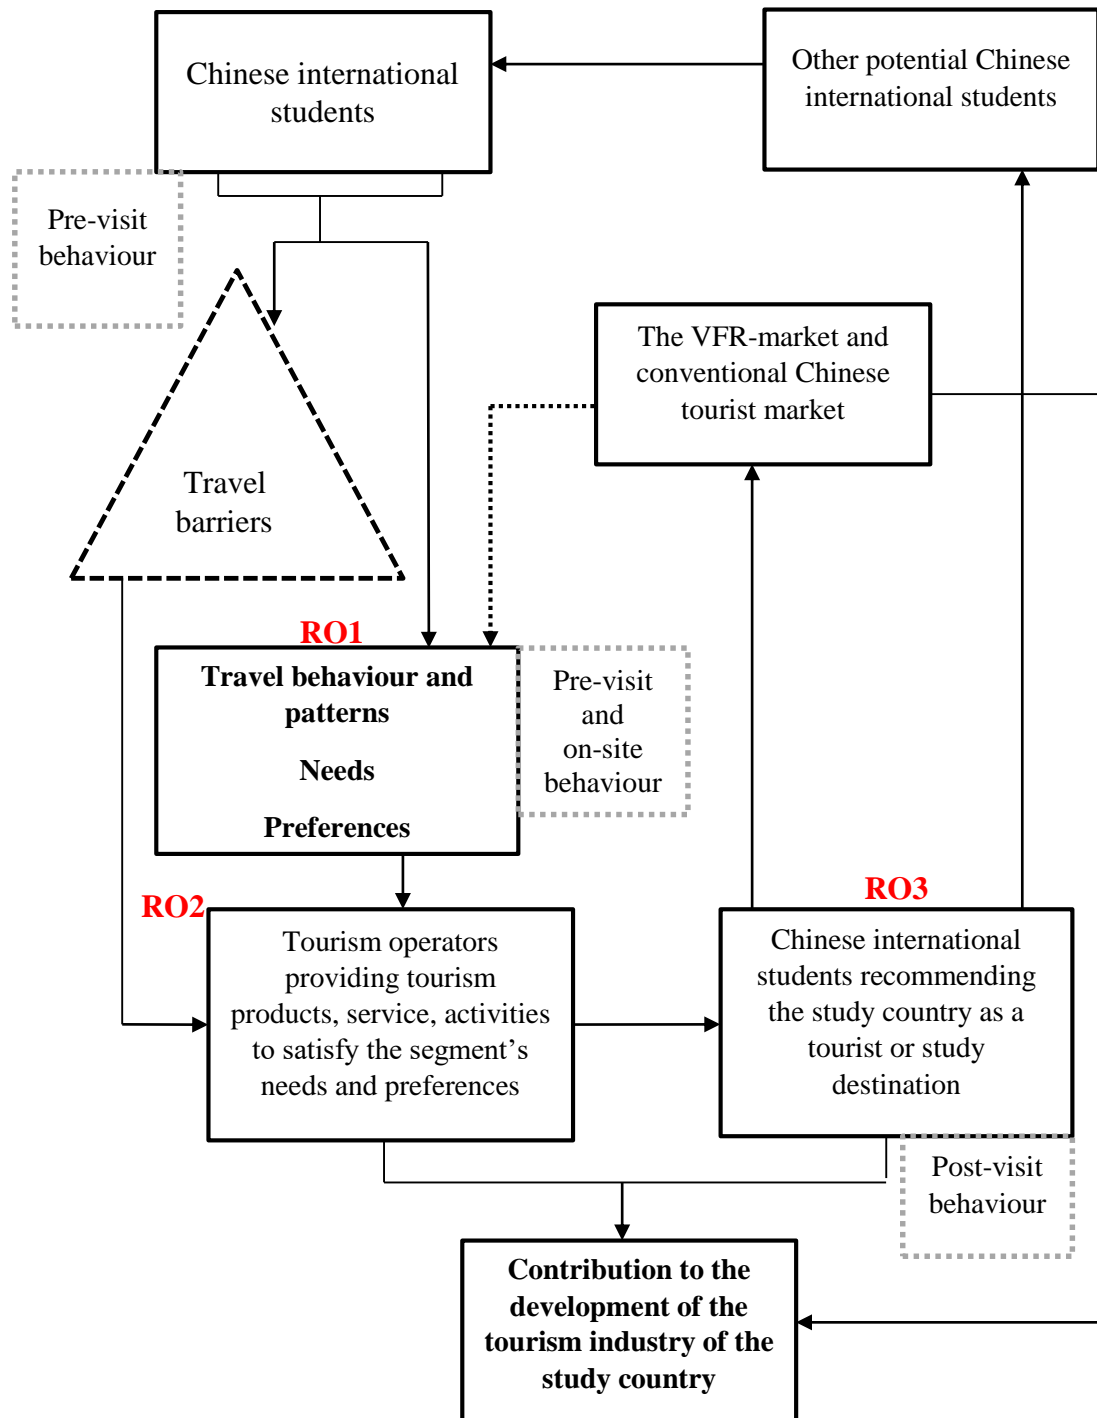 Chinese international
students
Other potential Chinese
international students
Pre-visit
behaviour
The VFR-market and
conventional Chinese
tourist market
Travel
barriers
RO1
Travel behaviour and
patterns
Needs
Preferences
Pre-visit
and
on-site
behaviour
RO2
Tourism operators
providing tourism
products, service, activities
to satisfy the segment’s
needs and preferences
RO3
Chinese international
students recommending
the study country as a
tourist or study
destination
Post-visit
behaviour
Contribution to the
development of the
tourism industry of the
study country